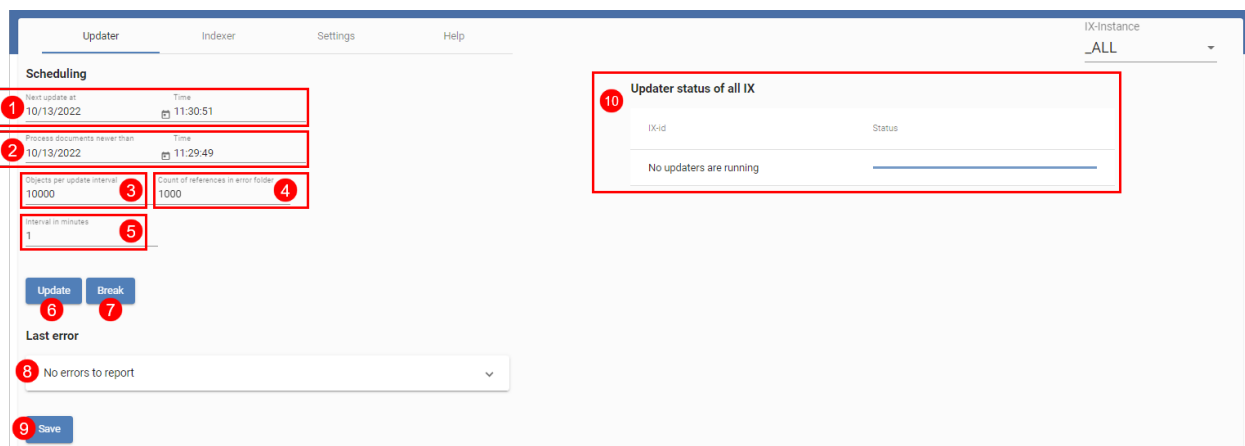 Updater Indexer Settings Help
IX-Instance
_ALL
Scheduling
Next update at Time
1 10/13/2022 11:30:51
Process documents newer than Time
2 10/13/2022 11:29:49
Objects per update interval Count of references in error folder
10000 3 1000 4
Interval in minutes
1 5
Update Break
6 7
Last error
8 No errors to report
9 Save
Updater status of all IX
10
IX-id Status
No updaters are running